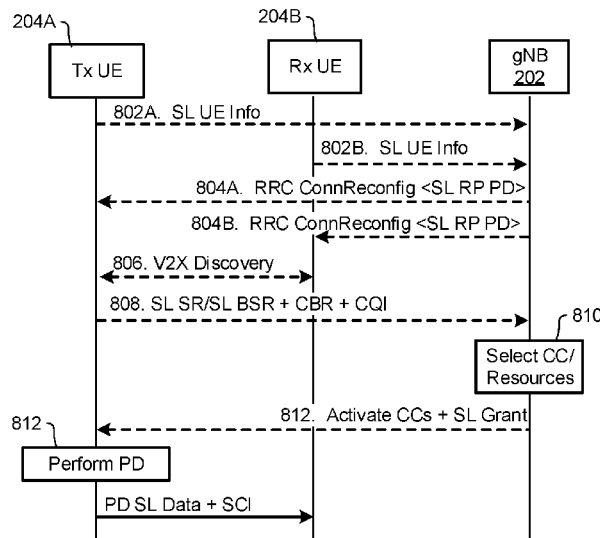 204A
204B
Tx UE
Rx UE
gNB
202
802A. SL UE Info
802B. SL UE Info
804A. RRC ConnReconfig <SL RP PD>
804B. RRC ConnReconfig <SL RP PD>
806. V2X Discovery
808. SL SR/SL BSR + CBR + CQI
810
Select CC/
Resources
812. Activate CCs + SL Grant
812
Perform PD
PD SL Data + SCI